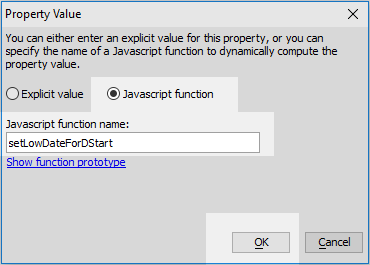 Property Value
You can either enter an explicit value for this property, or you can
specify the name of a Javascript function to dynamically compute the
property value.
Explicit value Javascript function
Javascript function name:
setLowDateForDStart
Show function prototype
OK Cancel